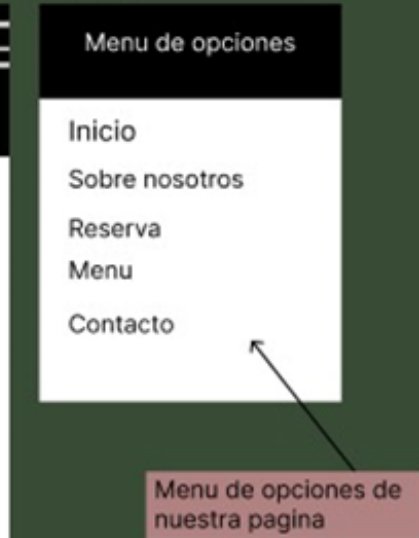 Menu de opciones
Inicio
Sobre nosotros
Reserva
Menu
Contacto
Menu de opciones de
nuestra pagina